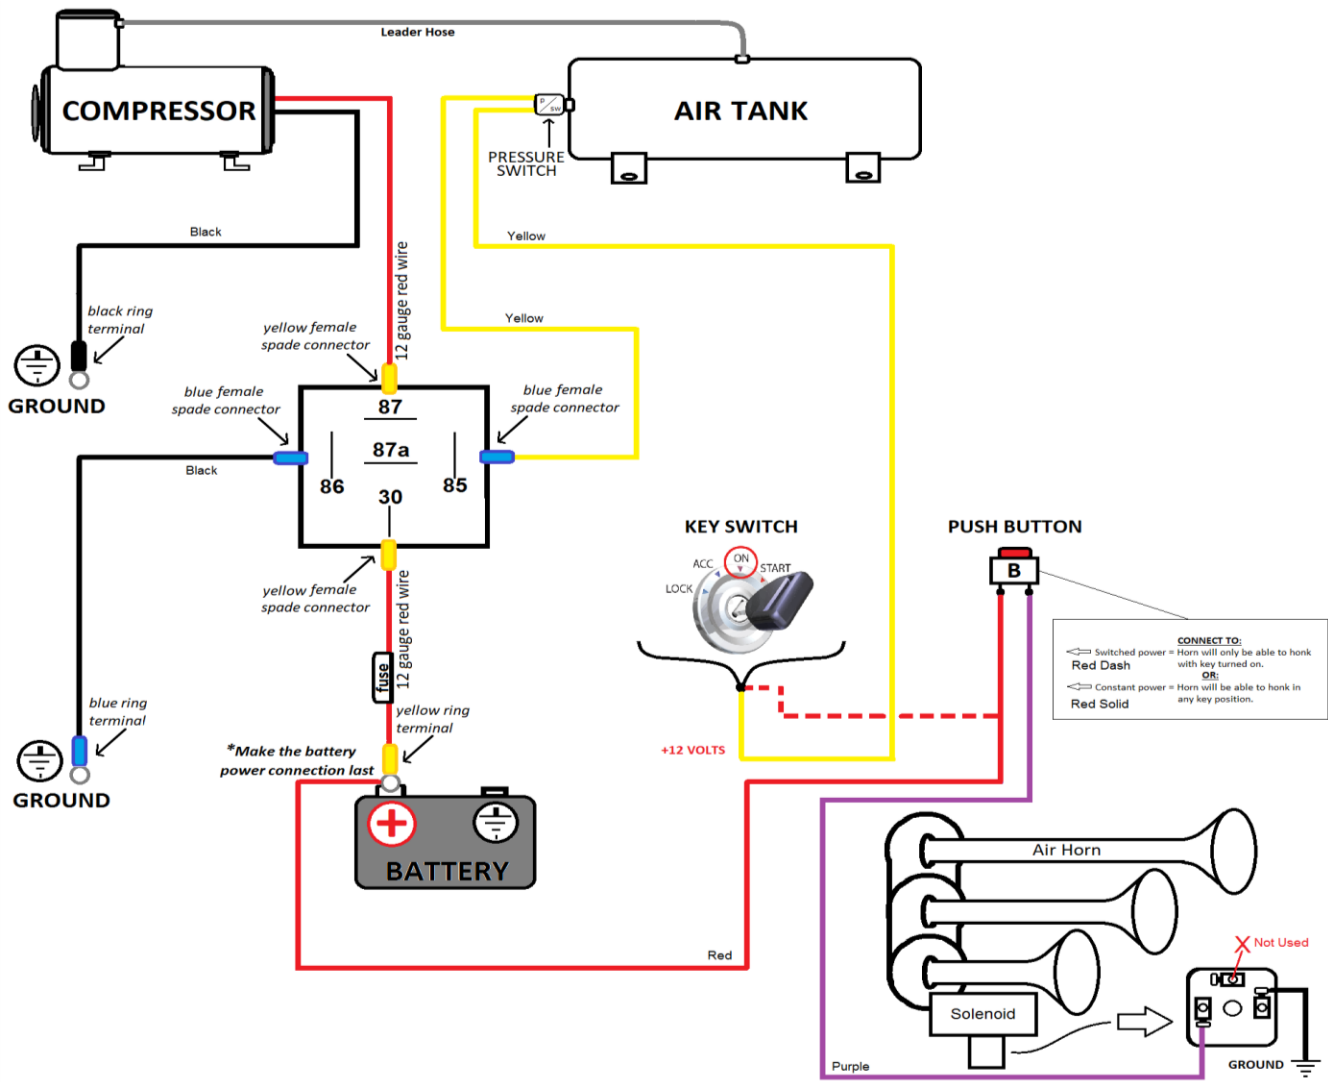 Leader Hose
COMPRESSOR
AIR TANK
P
SW
PRESSURE
SWITCH
Black
Yellow
12 gauge red wire
black ring
terminal
yellow female
spade connector
Yellow
GROUND
blue female
spade connector
blue female
spade connector
87
87a
86
85
30
Black
KEY SWITCH
PUSH BUTTON
ACC
ON
START
LOCK
B
yellow female
spade connector
12 gauge red wire
fuse
CONNECT TO:
Switched power = Horn will only be able to honk
Red Dash
with key turned on.
OR:
Constant power = Horn will be able to honk in
Red Solid
any key position.
blue ring
terminal
yellow ring
terminal
*Make the battery
power connection last
+12 VOLTS
GROUND
BATTERY
Air Horn
Red
X Not Used
Solenoid
Purple
GROUND